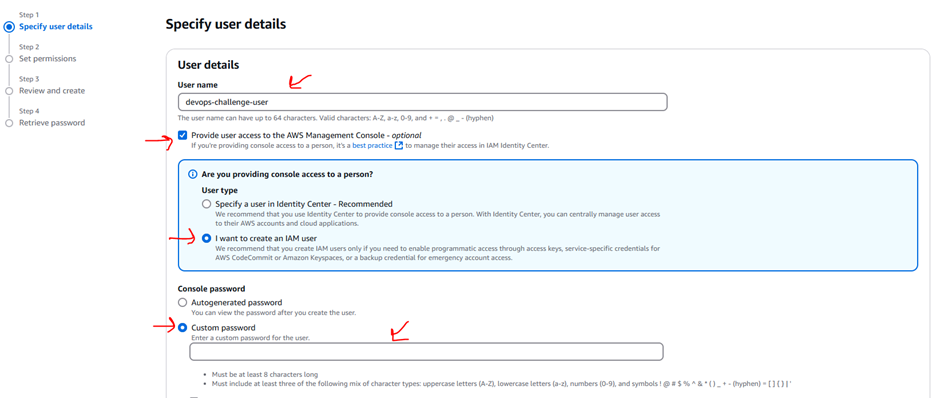 Step 1
Specify user details
Step 2
Set permissions
Step 3
Review and create
Step 4
Retrieve password
Specify user details
User details
User name
devops-challenge-user
The user name can have up to 64 characters. Valid characters: A-Z, a-z, 0-9, and + = , . @ _ - (hyphen)
Provide user access to the AWS Management Console - optional
If you're providing console access to a person, it's a best practice to manage their access in IAM Identity Center.
Are you providing console access to a person?
User type
Specify a user in Identity Center - Recommended
We recommend that you use Identity Center to provide console access to a person. With Identity Center, you can centrally manage user access
to their AWS accounts and cloud applications.
I want to create an IAM user
We recommend that you create IAM users only if you need to enable programmatic access through access keys, service-specific credentials for
AWS CodeCommit or Amazon Keyspaces, or a backup credential for emergency account access.
Console password
Autogenerated password
You can view the password after you create the user.
Custom password
Enter a custom password for the user.
Must be at least 8 characters long
Must include at least three of the following mix of character types: uppercase letters (A-Z), lowercase letters (a-z), numbers (0-9), and symbols ! @ # $ % ^ & * ( ) _ + - (hyphen) = [ ] { } | '